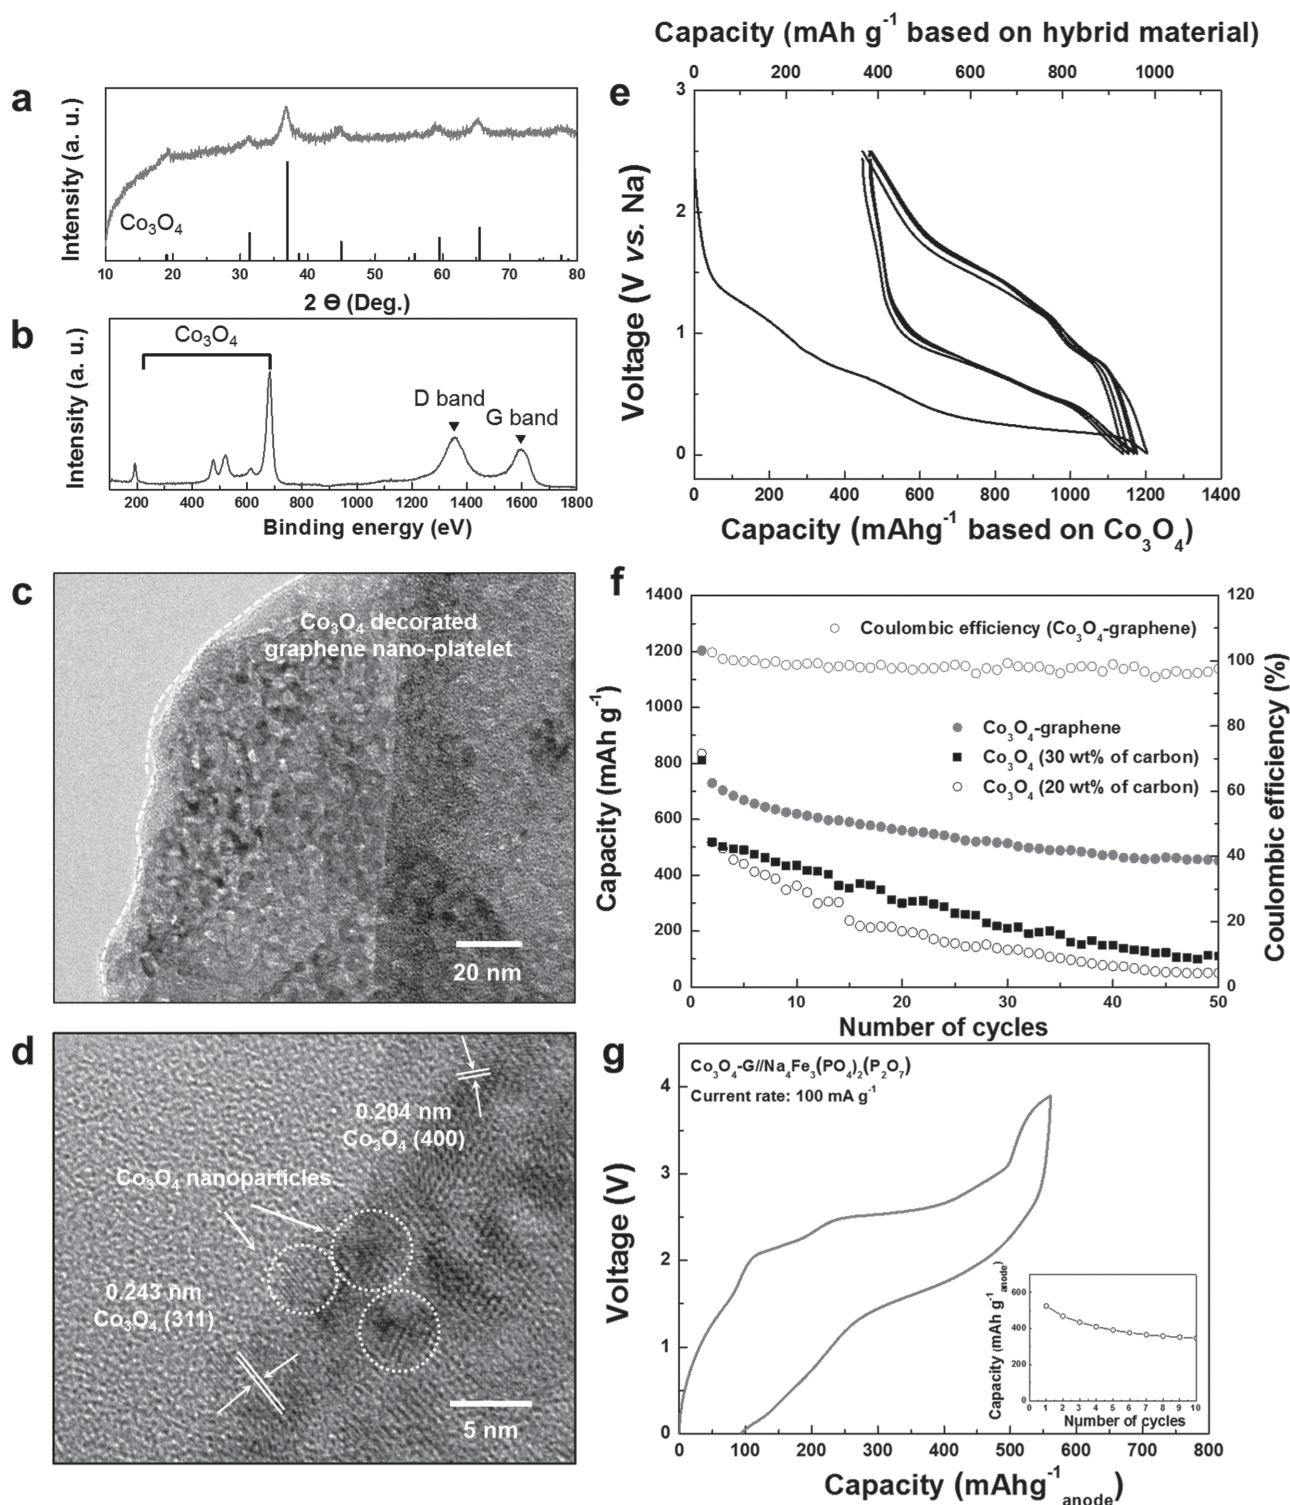 a
Intensity (a. u.)
Co₃O₄
10 20 30 40 50 60 70 80
2 Θ (Deg.)
b
Intensity (a. u.)
Co₃O₄
D band
G band
200 400 600 800 1000 1200 1400 1600 1800
Binding energy (eV)
c
Co₃O₄ decorated
graphene nano-platelet
20 nm
d
0.204 nm
Co₃O₄ (400)
Co₃O₄ nanoparticles
0.243 nm
Co₃O₄ (311)
5 nm
Capacity (mAh g⁻¹ based on hybrid material)
0 200 400 600 800 1000
e
3
2
1
0
Voltage (V vs. Na)
0 200 400 600 800 1000 1200 1400
Capacity (mAhg⁻¹ based on Co₃O₄)
f
1400
1200
1000
800
600
400
200
0
Capacity (mAh g⁻¹)
Coulombic efficiency (Co₃O₄-graphene)
Co₃O₄-graphene
Co₃O₄ (30 wt% of carbon)
Co₃O₄ (20 wt% of carbon)
120
100
80
60
40
20
0
Coulombic efficiency (%)
0 10 20 30 40 50
Number of cycles
g
Co₃O₄-G//Na₄Fe₃(PO₄)₂(P₂O₇)
Current rate: 100 mA g⁻¹
4
3
2
1
0
Voltage (V)
600
400
200
0
Capacity (mAh g⁻¹anode)
0 1 2 3 4 5 6 7 8 9 10
Number of cycles
0 100 200 300 400 500 600 700 800
Capacity (mAhg⁻¹anode)